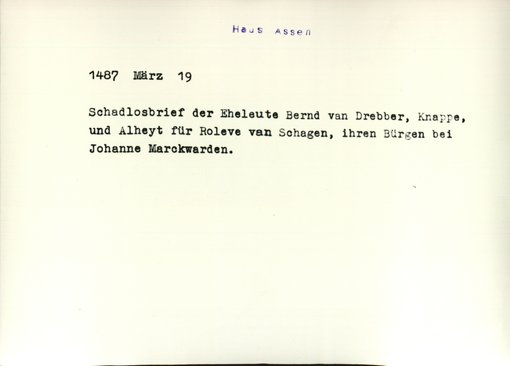 Haus Assen
1487 März 19
Schadlosbrief der Eheleute Bernd van Drebber, Knappe,
und Alheyt für Roleve van Schagen, ihren Bürgen bei
Johanne Marckwarden.